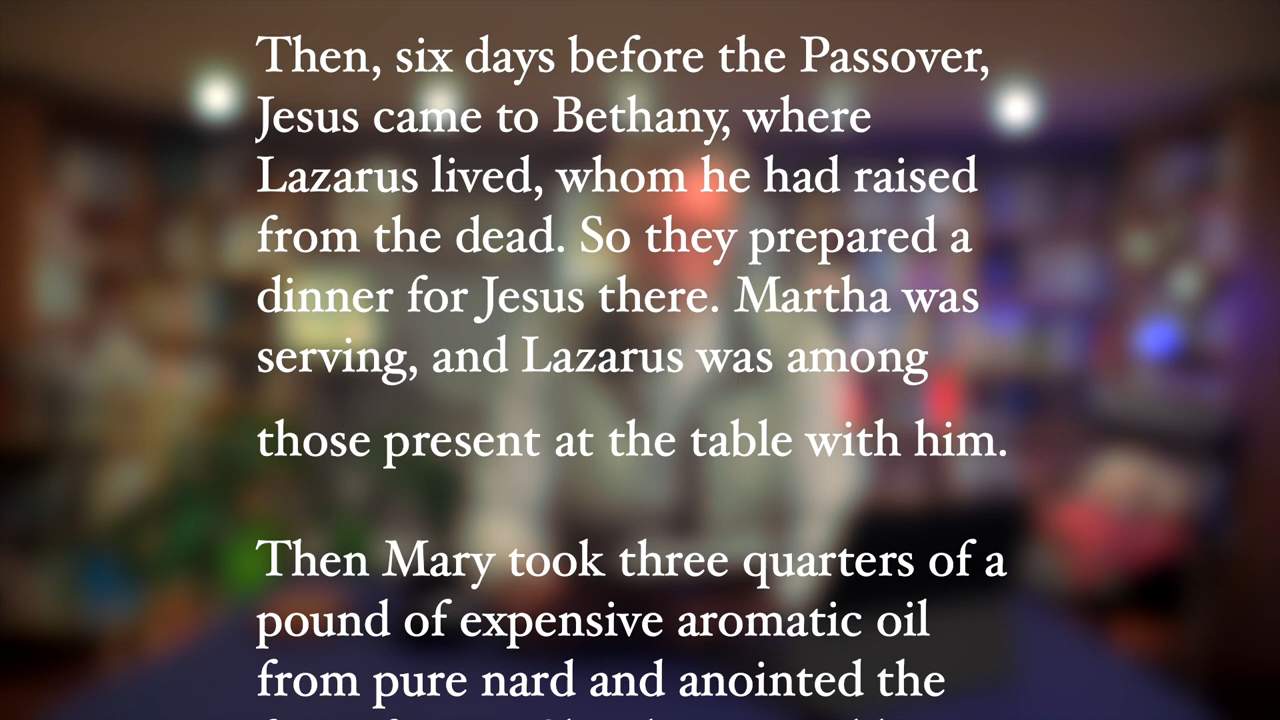 Then, six days before the Passover,
Jesus came to Bethany, where
Lazarus lived, whom he had raised
from the dead. So they prepared a
dinner for Jesus there. Martha was
serving, and Lazarus was among
those present at the table with him.
Then Mary took three quarters of a
pound of expensive aromatic oil
from pure nard and anointed the